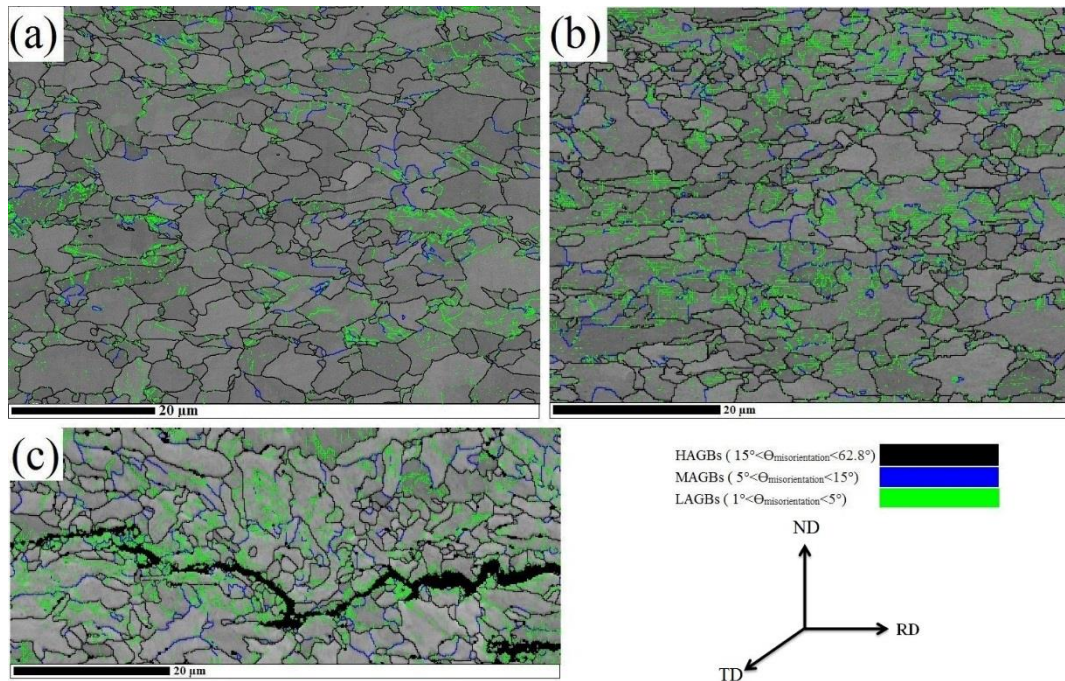 (a)
(b)
20 µm
20 µm
(c)
20 µm
HAGBs ( 15°<ϴmisorientation<62.8°)
MAGBs ( 5°<ϴmisorientation<15°)
LAGBs ( 1°<ϴmisorientation<5°)
ND
RD
TD